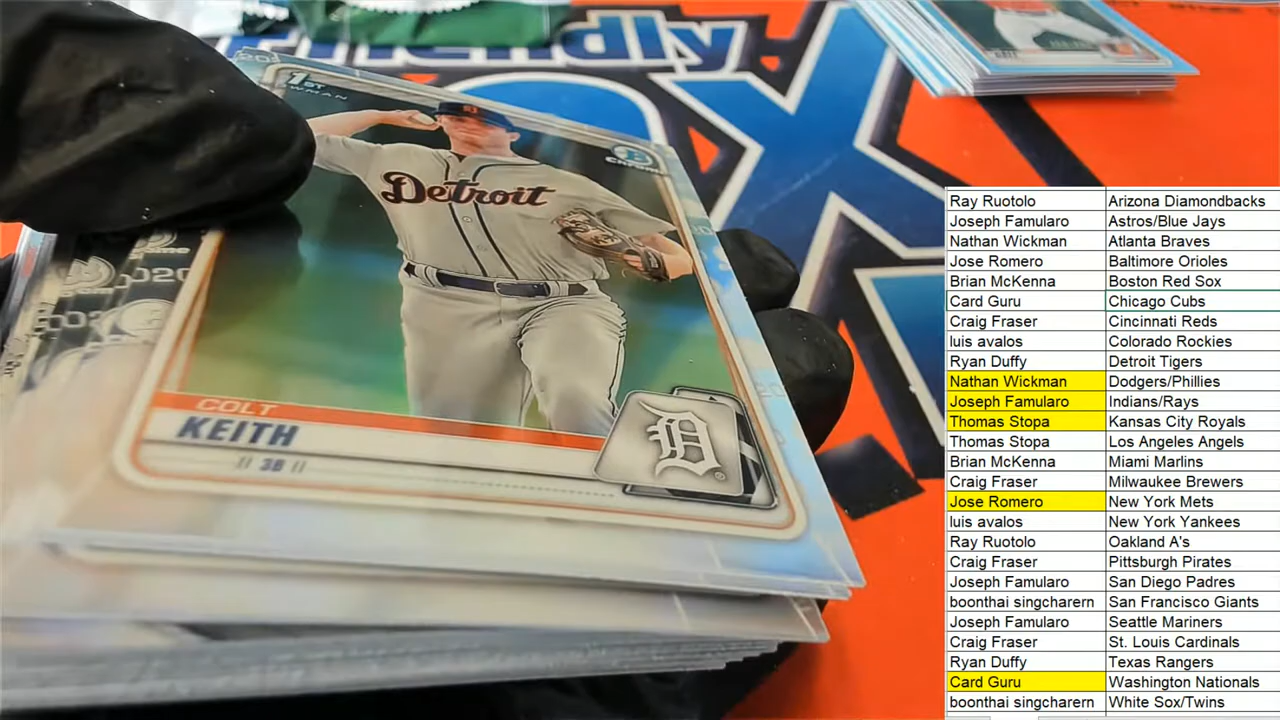 Friendly
OX
1ST
BOWMAN
B
CHROME
Detroit
COLT
KEITH
// 3B //
D
2020
Ray Ruotolo Arizona Diamondbacks
Joseph Famularo Astros/Blue Jays
Nathan Wickman Atlanta Braves
Jose Romero Baltimore Orioles
Brian McKenna Boston Red Sox
Card Guru Chicago Cubs
Craig Fraser Cincinnati Reds
luis avalos Colorado Rockies
Ryan Duffy Detroit Tigers
Nathan Wickman Dodgers/Phillies
Joseph Famularo Indians/Rays
Thomas Stopa Kansas City Royals
Thomas Stopa Los Angeles Angels
Brian McKenna Miami Marlins
Craig Fraser Milwaukee Brewers
Jose Romero New York Mets
luis avalos New York Yankees
Ray Ruotolo Oakland A's
Craig Fraser Pittsburgh Pirates
Joseph Famularo San Diego Padres
boonthai singcharern San Francisco Giants
Joseph Famularo Seattle Mariners
Craig Fraser St. Louis Cardinals
Ryan Duffy Texas Rangers
Card Guru Washington Nationals
boonthai singcharern White Sox/Twins